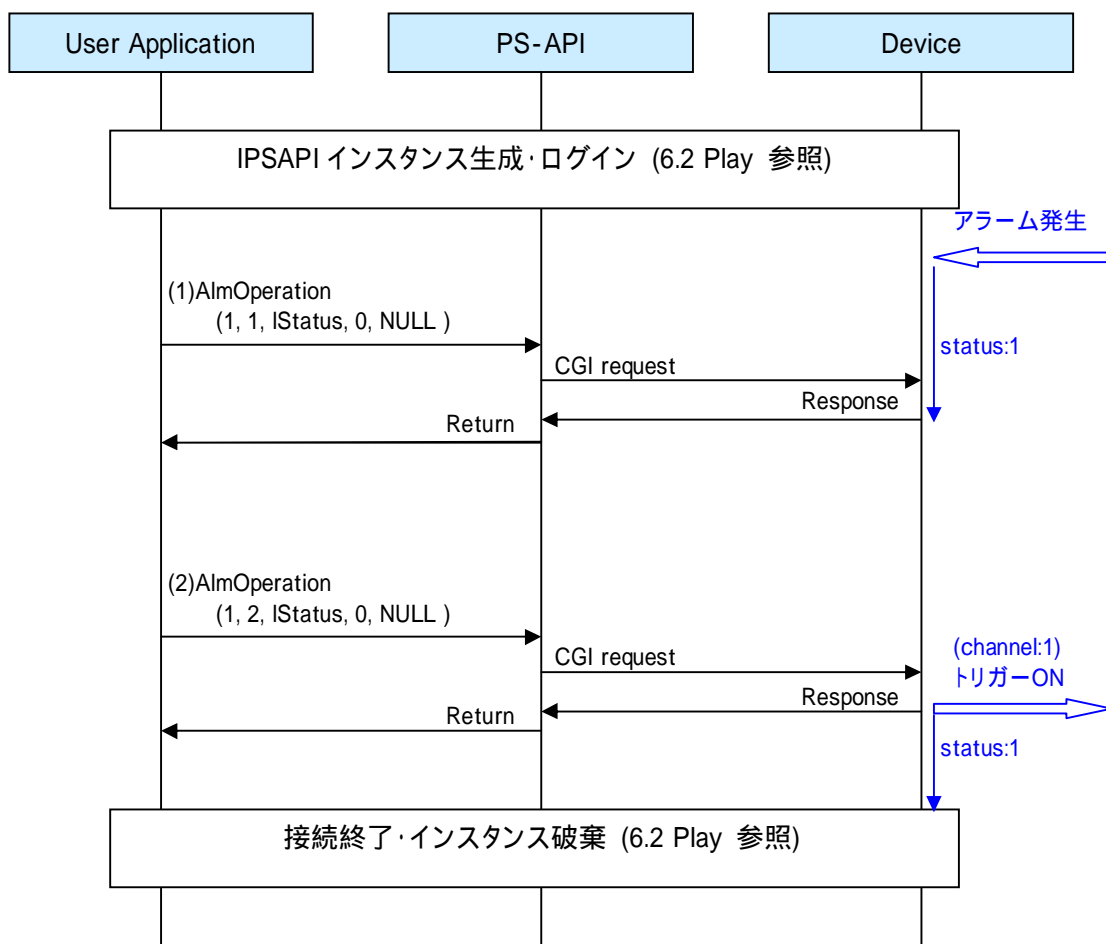 User Application
PS-API
Device
IPSAPI インスタンス生成・ログイン (6.2 Play 参照)
アラーム発生
(1)AlmOperation
(1, 1, lStatus, 0, NULL )
status:1
CGI request
Response
Return
(2)AlmOperation
(1, 2, lStatus, 0, NULL )
CGI request
(channel:1)
トリガーON
Response
Return
status:1
接続終了・インスタンス破棄 (6.2 Play 参照)